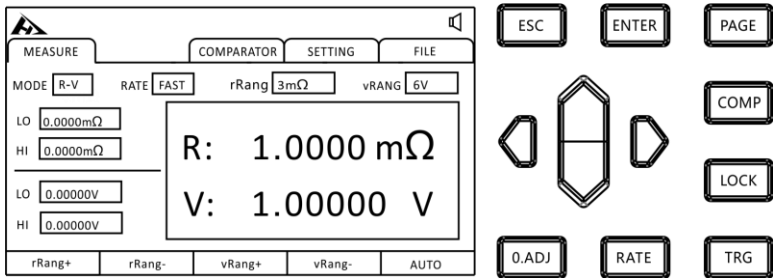 MEASURE COMPARATOR SETTING FILE
MODE R-V RATE FAST rRang 3mΩ vRANG 6V
LO 0.0000mΩ
HI 0.0000mΩ
R: 1.0000 mΩ
LO 0.00000V
HI 0.00000V
V: 1.00000 V
rRang+ rRang- vRang+ vRang- AUTO
ESC ENTER PAGE
COMP
LOCK
0.ADJ RATE TRG